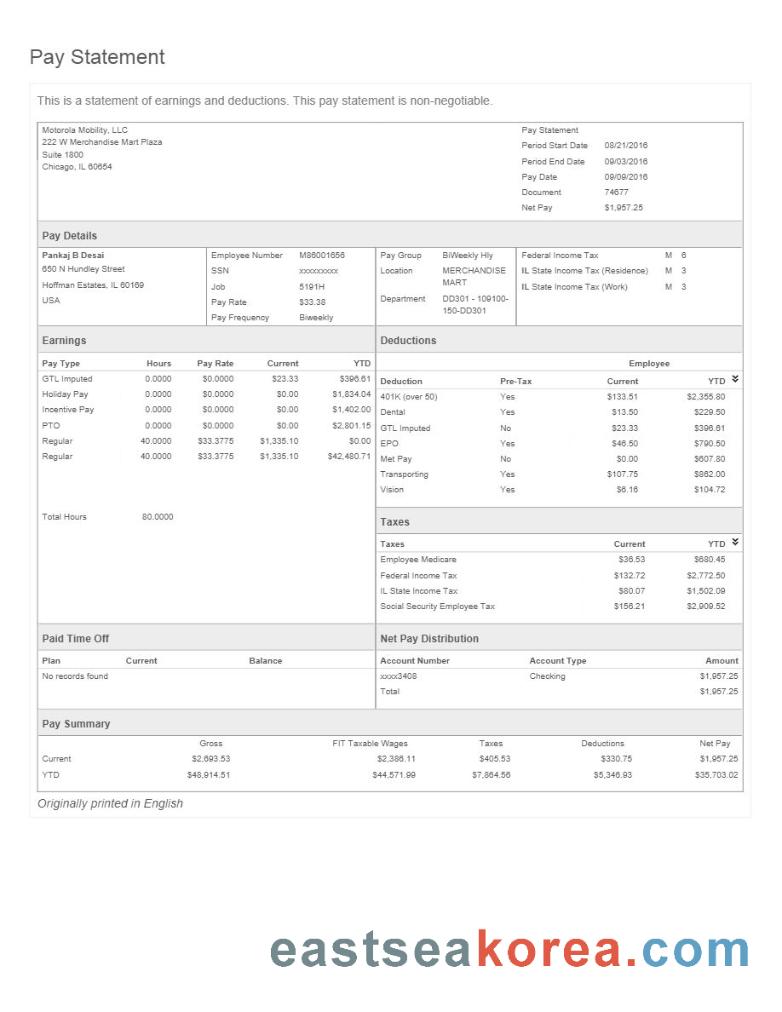 Pay Statement
This is a statement of earnings and deductions. This pay statement is non-negotiable.
Motorola Mobility, LLC
222 W Merchandise Mart Plaza
Suite 1800
Chicago, IL 60654
Pay Statement
Period Start Date 08/21/2016
Period End Date 09/03/2016
Pay Date 09/09/2016
Document 74677
Net Pay $1,957.25
Pay Details
Pankaj B Desai
650 N Hundley Street
Hoffman Estates, IL 60169
USA
Employee Number M86001656
SSN xxxxxxxxx
Job 5191H
Pay Rate $33.38
Pay Frequency Biweekly
Pay Group BiWeekly Hly
Location MERCHANDISE
MART
Department DD301 - 109100-
150-DD301
Federal Income Tax M 6
IL State Income Tax (Residence) M 3
IL State Income Tax (Work) M 3
Earnings
Pay Type Hours Pay Rate Current YTD
GTL Imputed 0.0000 $0.0000 $23.33 $396.61
Holiday Pay 0.0000 $0.0000 $0.00 $1,834.04
Incentive Pay 0.0000 $0.0000 $0.00 $1,402.00
PTO 0.0000 $0.0000 $0.00 $2,801.15
Regular 40.0000 $33.3775 $1,335.10 $0.00
Regular 40.0000 $33.3775 $1,335.10 $42,480.71
Total Hours 80.0000
Deductions
Employee
Deduction Pre-Tax Current YTD
401K (over 50) Yes $133.51 $2,355.80
Dental Yes $13.50 $229.50
GTL Imputed No $23.33 $396.61
EPO Yes $46.50 $790.50
Met Pay No $0.00 $607.80
Transporting Yes $107.75 $862.00
Vision Yes $6.16 $104.72
Taxes
Taxes Current YTD
Employee Medicare $36.53 $680.45
Federal Income Tax $132.72 $2,772.50
IL State Income Tax $80.07 $1,502.09
Social Security Employee Tax $156.21 $2,909.52
Paid Time Off
Plan Current Balance
No records found
Net Pay Distribution
Account Number Account Type Amount
xxxx3408 Checking $1,957.25
Total $1,957.25
Pay Summary
Gross FIT Taxable Wages Taxes Deductions Net Pay
Current $2,693.53 $2,386.11 $405.53 $330.75 $1,957.25
YTD $48,914.51 $44,571.99 $7,864.56 $5,346.93 $35,703.02
Originally printed in English
eastseakorea.com